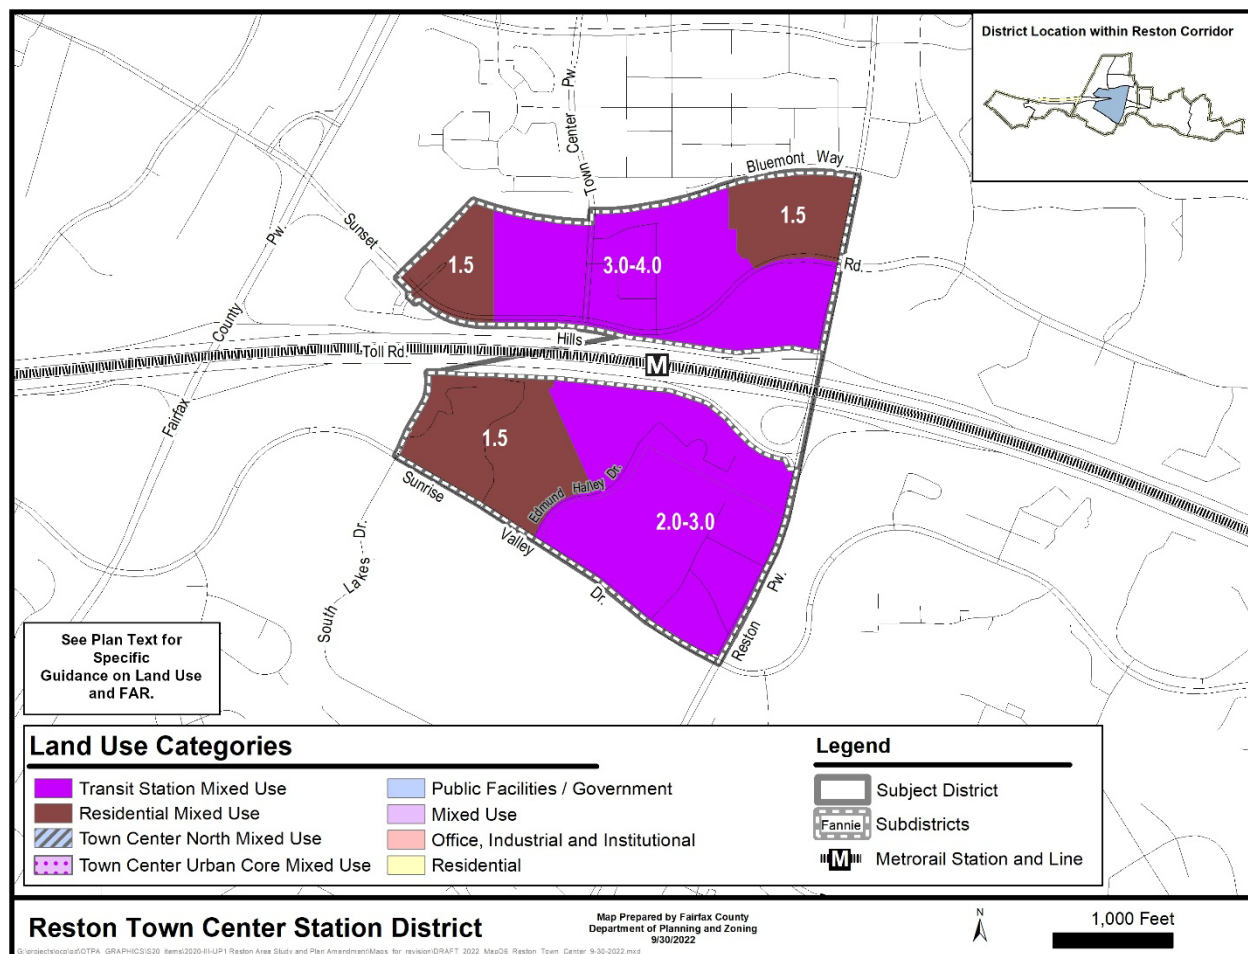 District Location within Reston Corridor
Town Center Pw.
Bluemont Way
Sunset
Hills
Rd.
1.5
3.0-4.0
1.5
Fairfax County Pw.
Toll Rd.
M
1.5
Edmund Halley Dr.
2.0-3.0
Sunrise Valley Dr.
South Lakes Dr.
Reston Pw.
See Plan Text for
Specific
Guidance on Land Use
and FAR.
Land Use Categories
Transit Station Mixed Use
Residential Mixed Use
Town Center North Mixed Use
Town Center Urban Core Mixed Use
Public Facilities / Government
Mixed Use
Office, Industrial and Institutional
Residential
Legend
Subject District
Fannie
Subdistricts
M
Metrorail Station and Line
Reston Town Center Station District
Map Prepared by Fairfax County
Department of Planning and Zoning
9/30/2022
N
1,000 Feet